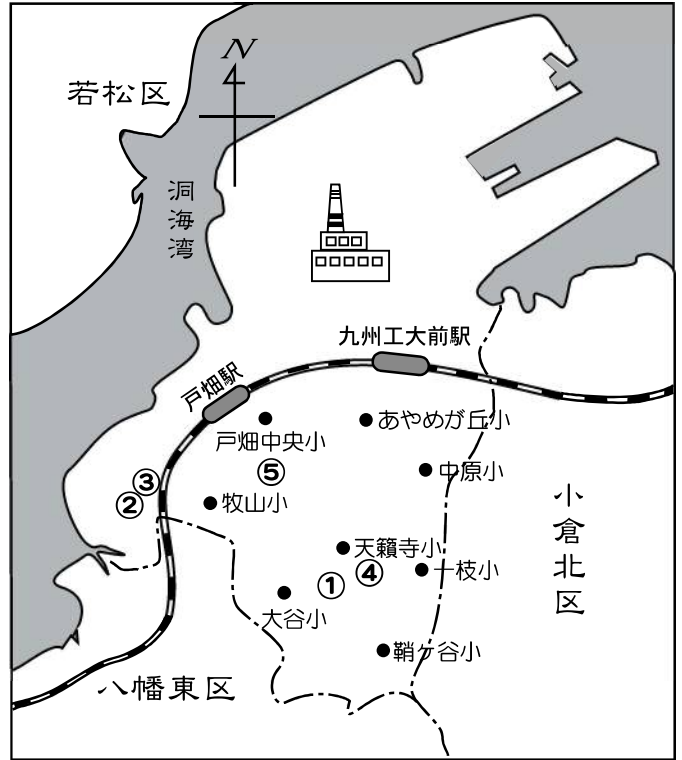 N
若松区
洞海湾
九州工大前駅
戸畑駅
あやめが丘小
戸畑中央小
中原小
⑤
③
②
牧山小
小倉北区
天籟寺小
④
一枝小
①
大谷小
鞘ヶ谷小
八幡東区